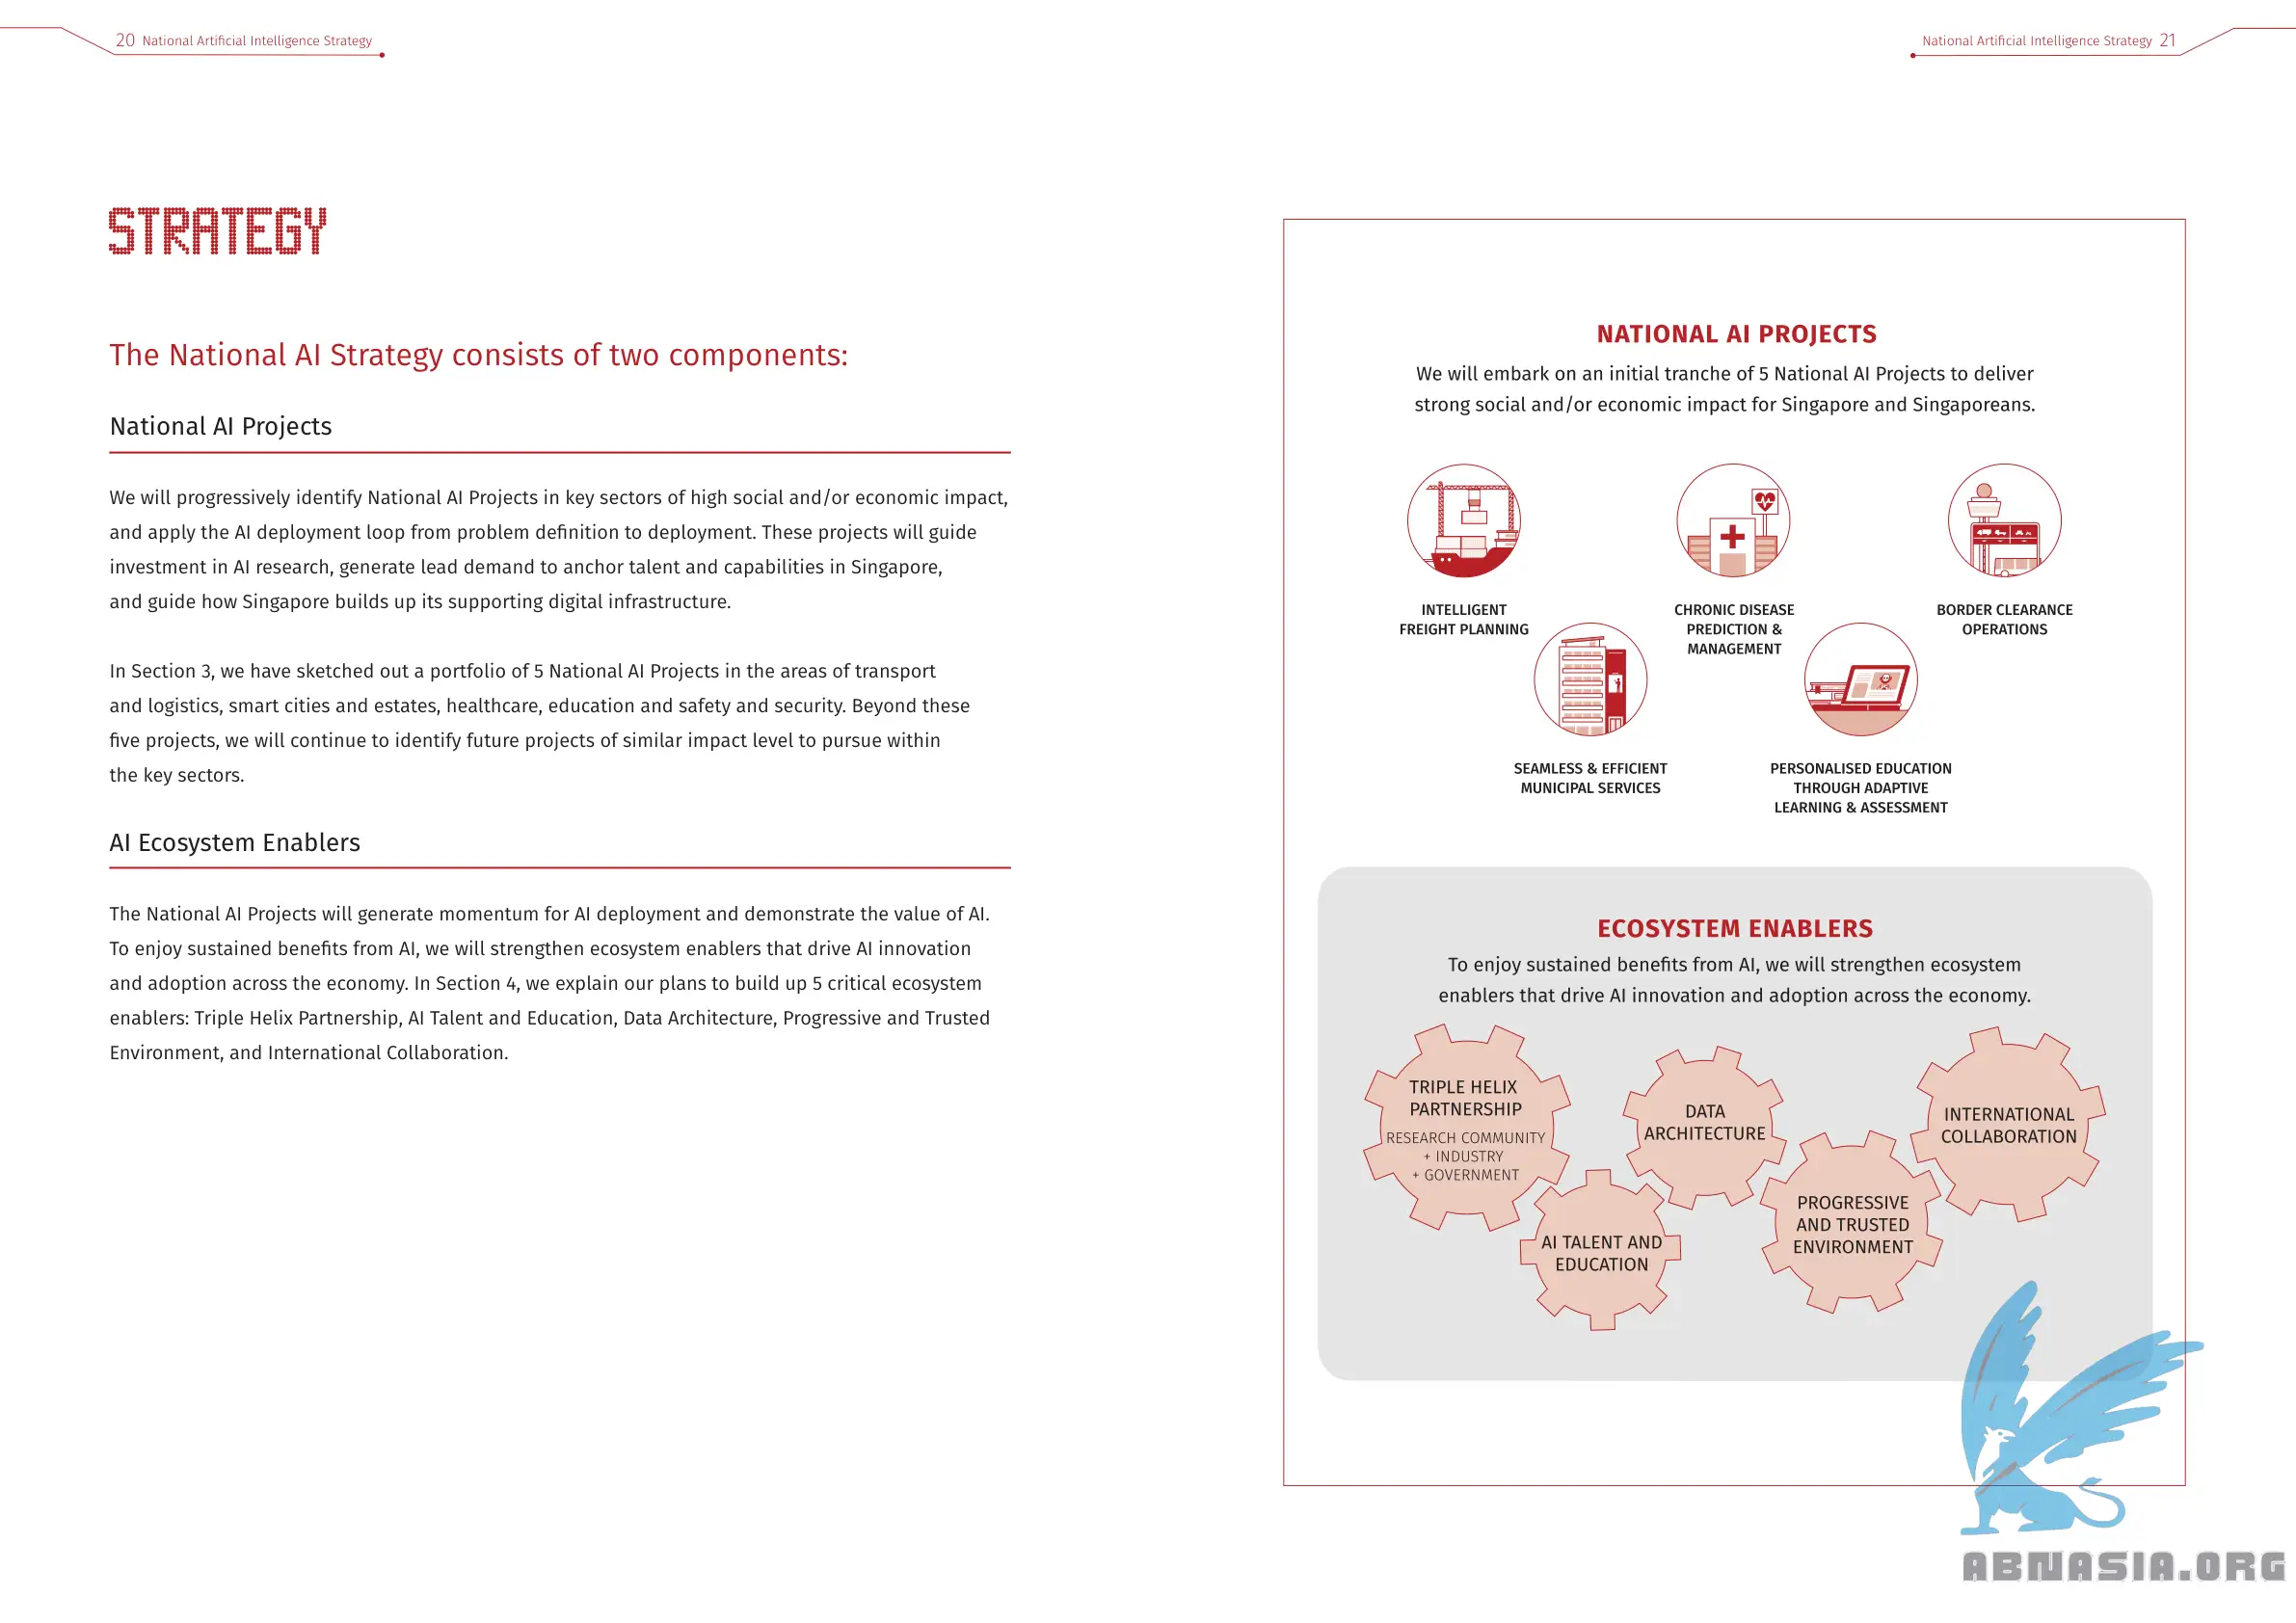 20 National Artificial Intelligence Strategy
National Artificial Intelligence Strategy 21
STRATEGY
The National AI Strategy consists of two components:
National AI Projects
We will progressively identify National AI Projects in key sectors of high social and/or economic impact,
and apply the AI deployment loop from problem definition to deployment. These projects will guide
investment in AI research, generate lead demand to anchor talent and capabilities in Singapore,
and guide how Singapore builds up its supporting digital infrastructure.
In Section 3, we have sketched out a portfolio of 5 National AI Projects in the areas of transport
and logistics, smart cities and estates, healthcare, education and safety and security. Beyond these
five projects, we will continue to identify future projects of similar impact level to pursue within
the key sectors.
AI Ecosystem Enablers
The National AI Projects will generate momentum for AI deployment and demonstrate the value of AI.
To enjoy sustained benefits from AI, we will strengthen ecosystem enablers that drive AI innovation
and adoption across the economy. In Section 4, we explain our plans to build up 5 critical ecosystem
enablers: Triple Helix Partnership, AI Talent and Education, Data Architecture, Progressive and Trusted
Environment, and International Collaboration.
NATIONAL AI PROJECTS
We will embark on an initial tranche of 5 National AI Projects to deliver
strong social and/or economic impact for Singapore and Singaporeans.
INTELLIGENT
FREIGHT PLANNING
CHRONIC DISEASE
PREDICTION &
MANAGEMENT
BORDER CLEARANCE
OPERATIONS
SEAMLESS & EFFICIENT
MUNICIPAL SERVICES
PERSONALISED EDUCATION
THROUGH ADAPTIVE
LEARNING & ASSESSMENT
ECOSYSTEM ENABLERS
To enjoy sustained benefits from AI, we will strengthen ecosystem
enablers that drive AI innovation and adoption across the economy.
TRIPLE HELIX
PARTNERSHIP
RESEARCH COMMUNITY
+ INDUSTRY
+ GOVERNMENT
AI TALENT AND
EDUCATION
DATA
ARCHITECTURE
PROGRESSIVE
AND TRUSTED
ENVIRONMENT
INTERNATIONAL
COLLABORATION
ABNASIA.ORG